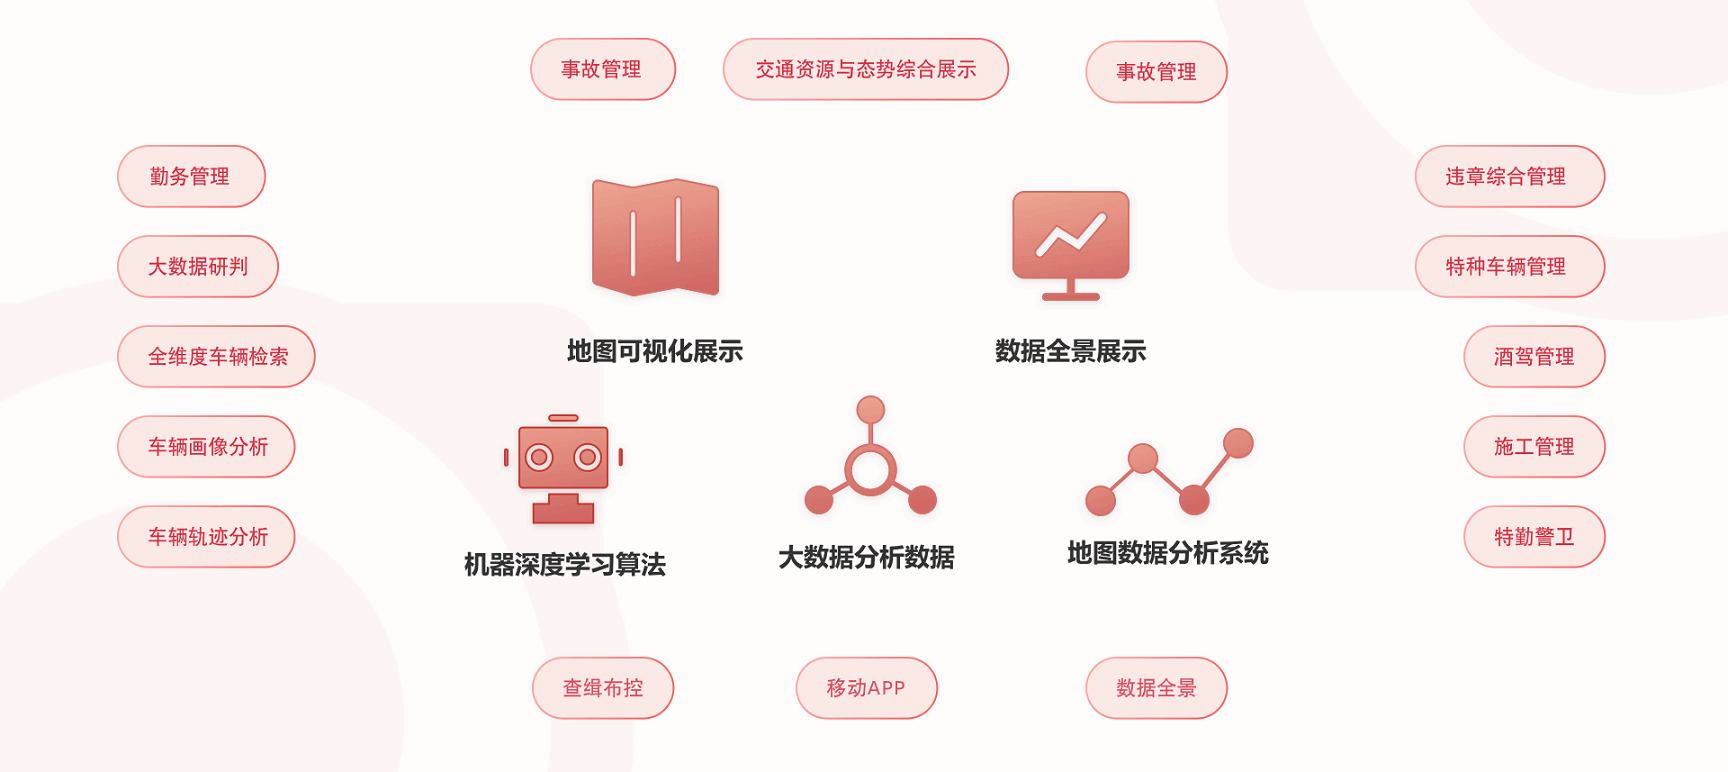 事故管理
交通资源与态势综合展示
事故管理
勤务管理
大数据研判
全维度车辆检索
车辆画像分析
车辆轨迹分析
地图可视化展示
数据全景展示
机器深度学习算法
大数据分析数据
地图数据分析系统
违章综合管理
特种车辆管理
酒驾管理
施工管理
特勤警卫
查缉布控
移动APP
数据全景